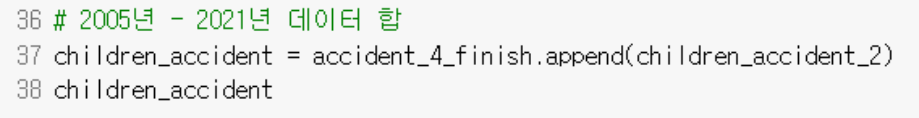 36 # 2005년 - 2021년 데이터 합
37 children_accident = accident_4_finish.append(children_accident_2)
38 children_accident